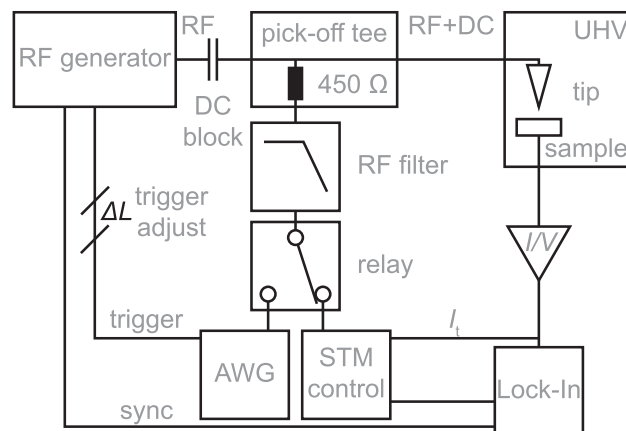 RF generator
RF
DC
block
pick-off tee
450 Ω
RF+DC
UHV
tip
sample
RF filter
ΔL
trigger
adjust
relay
I/V
trigger
AWG
STM
control
It
Lock-In
sync